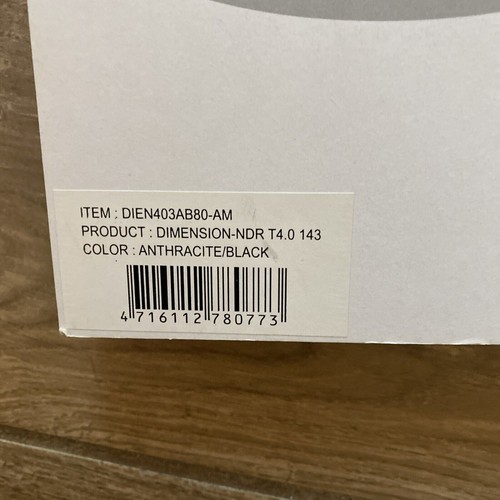 ITEM : DIEN403AB80-AM
PRODUCT : DIMENSION-NDR T4.0 143
COLOR : ANTHRACITE/BLACK
4 716112 780773